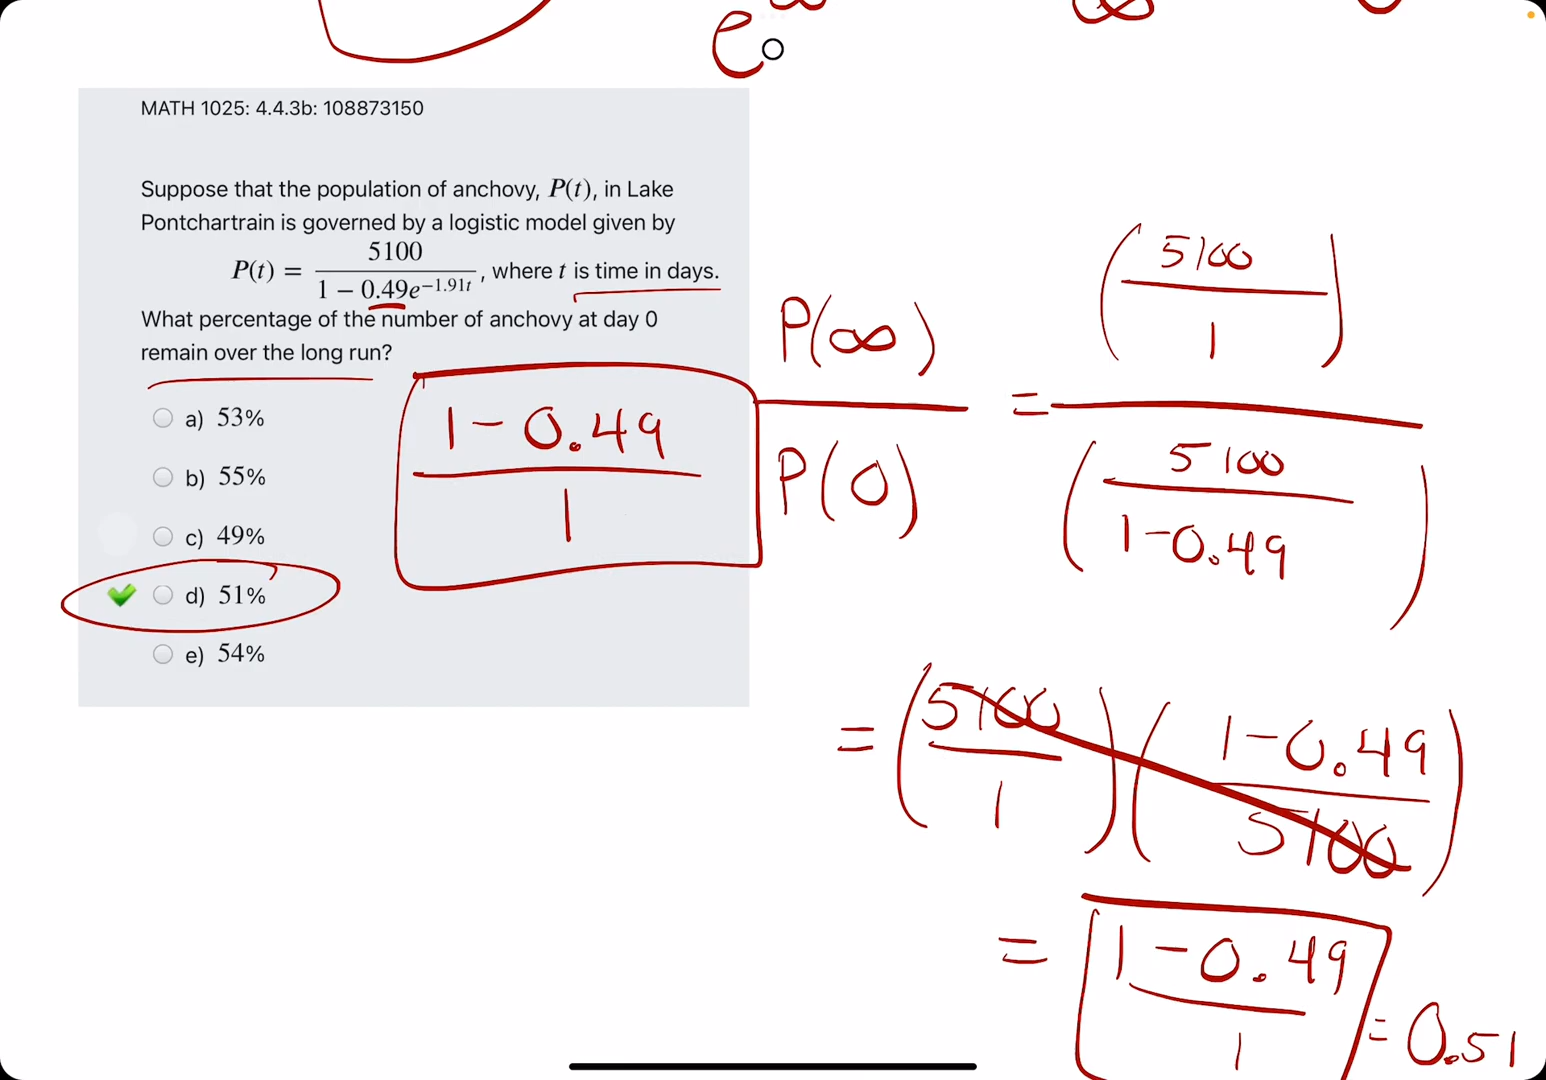 e
∞
MATH 1025: 4.4.3b: 108873150
Suppose that the population of anchovy, P(t), in Lake
Pontchartrain is governed by a logistic model given by
P(t) = 5100 / (1 − 0.49e^(−1.91t)), where t is time in days.
What percentage of the number of anchovy at day 0
remain over the long run?
a) 53%
b) 55%
c) 49%
d) 51%
e) 54%
1 - 0.49
1
P(∞)
P(0)
= (5100 / 1)
(5100 / 1-0.49)
= (5100 / 1)(1-0.49 / 5100)
= 1-0.49 / 1 = 0.51